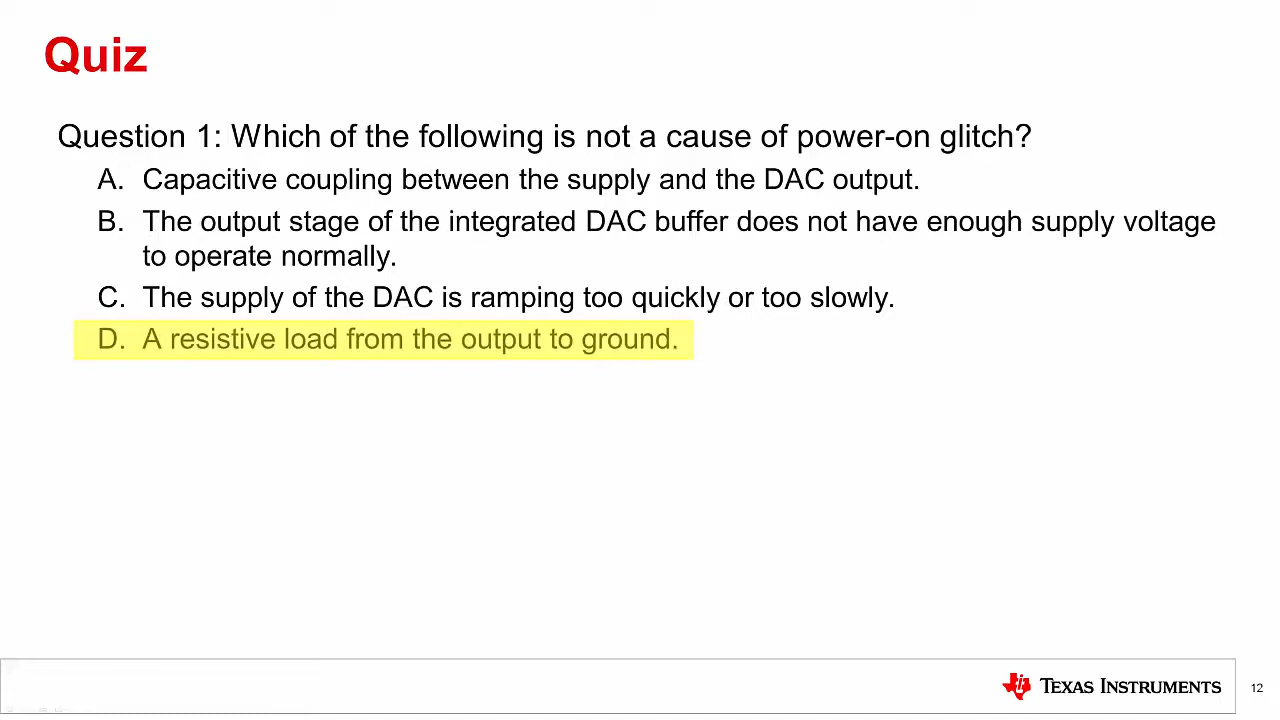 Quiz
Question 1: Which of the following is not a cause of power-on glitch?
A. Capacitive coupling between the supply and the DAC output.
B. The output stage of the integrated DAC buffer does not have enough supply voltage
to operate normally.
C. The supply of the DAC is ramping too quickly or too slowly.
D. A resistive load from the output to ground.
TEXAS INSTRUMENTS
12